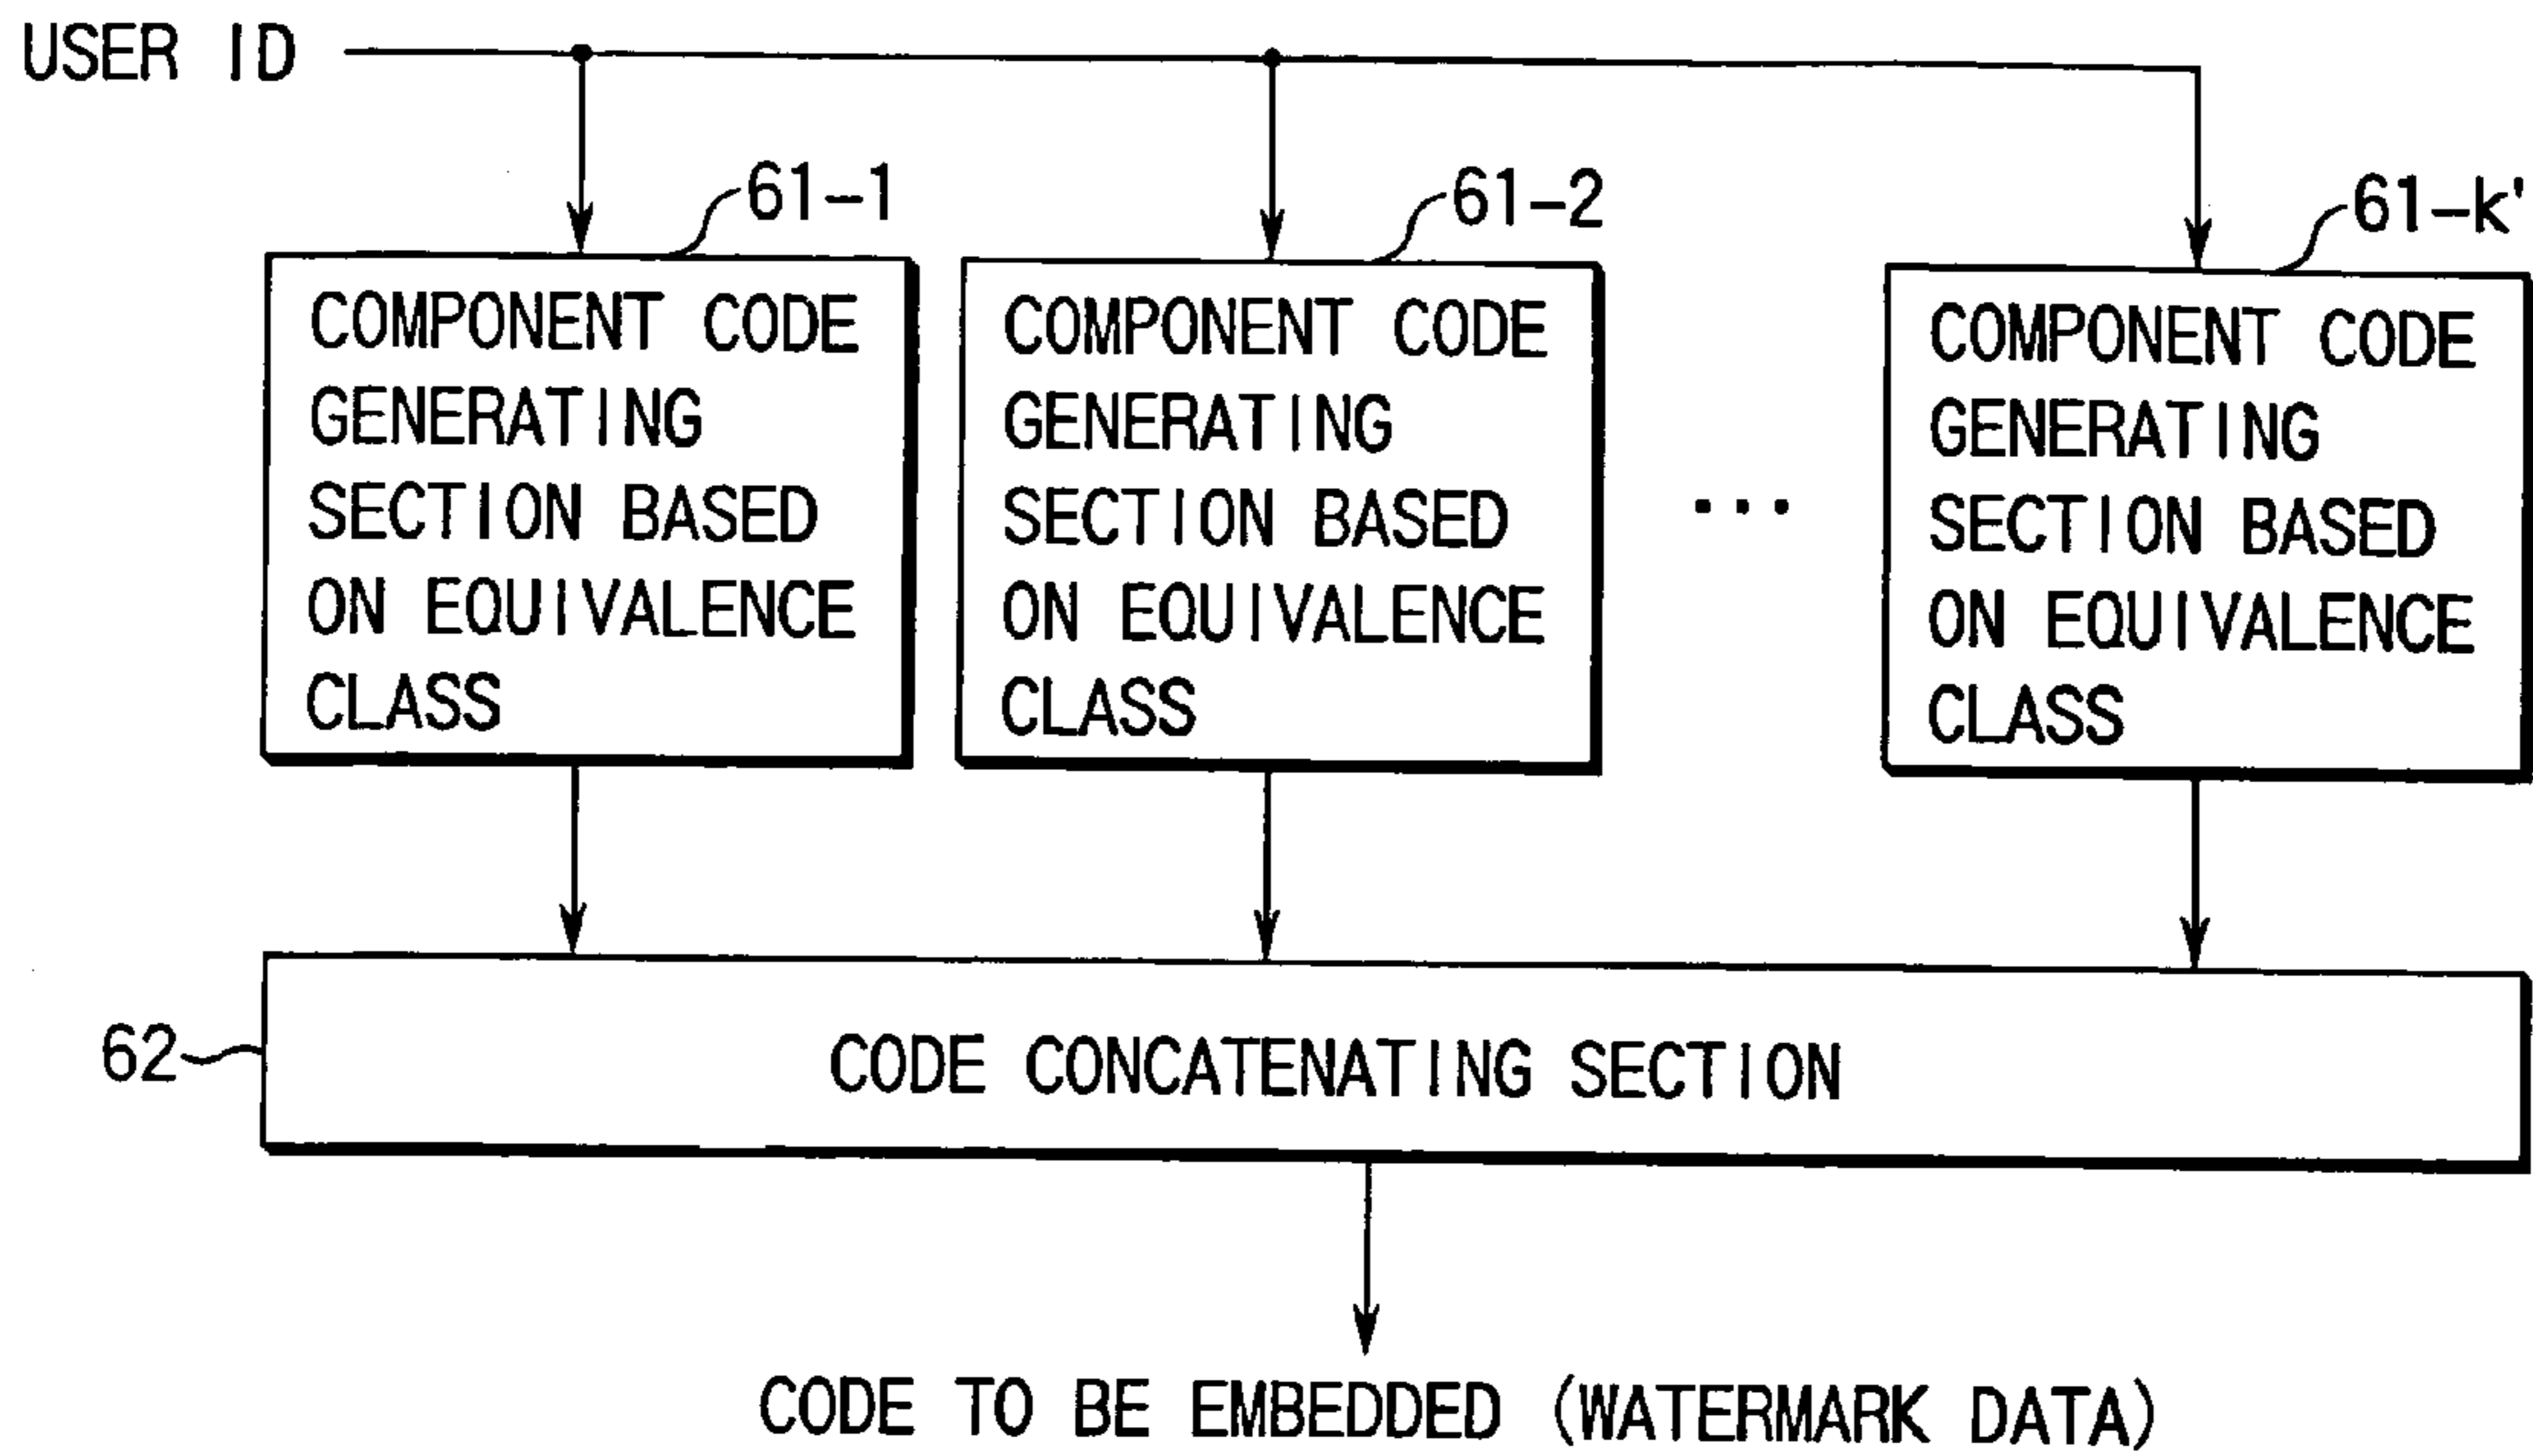 USER ID
61-1
61-2
61-k'
COMPONENT CODE
GENERATING
SECTION BASED
ON EQUIVALENCE
CLASS
COMPONENT CODE
GENERATING
SECTION BASED
ON EQUIVALENCE
CLASS
...
COMPONENT CODE
GENERATING
SECTION BASED
ON EQUIVALENCE
CLASS
62
CODE CONCATENATING SECTION
CODE TO BE EMBEDDED (WATERMARK DATA)